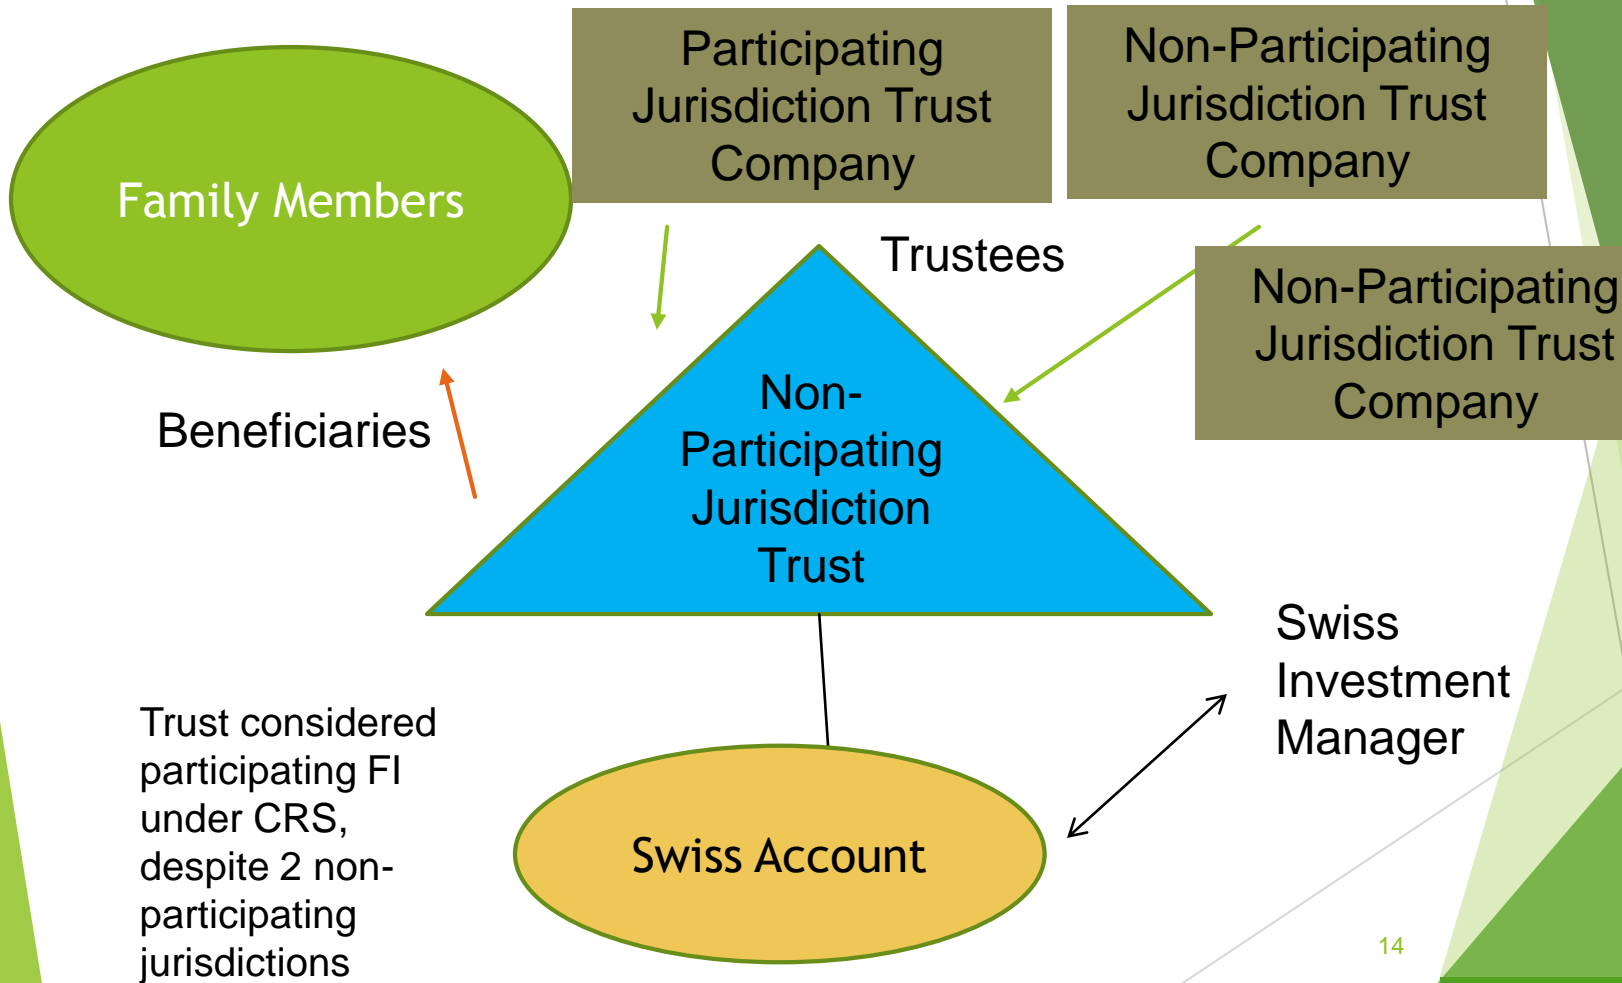 Participating
Jurisdiction Trust
Company
Non-Participating
Jurisdiction Trust
Company
Family Members
Trustees
Non-Participating
Jurisdiction Trust
Company
Beneficiaries
Non-
Participating
Jurisdiction
Trust
Swiss
Investment
Manager
Trust considered
participating FI
under CRS,
despite 2 non-
participating
jurisdictions
Swiss Account
14